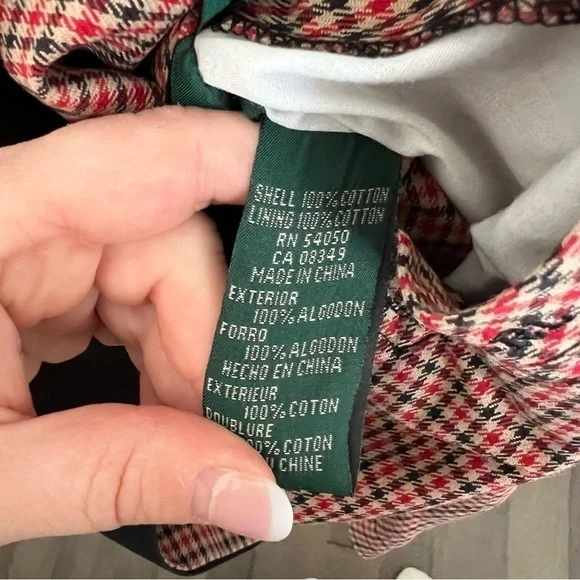 SHELL 100% COTTON
LINING 100% COTTON
RN 54050
CA 08349
MADE IN CHINA
EXTERIOR
100% ALGODON
FORRO
100% ALGODON
HECHO EN CHINA
EXTERIEUR
100% COTON
DOUBLURE
100% COTON
CHINE